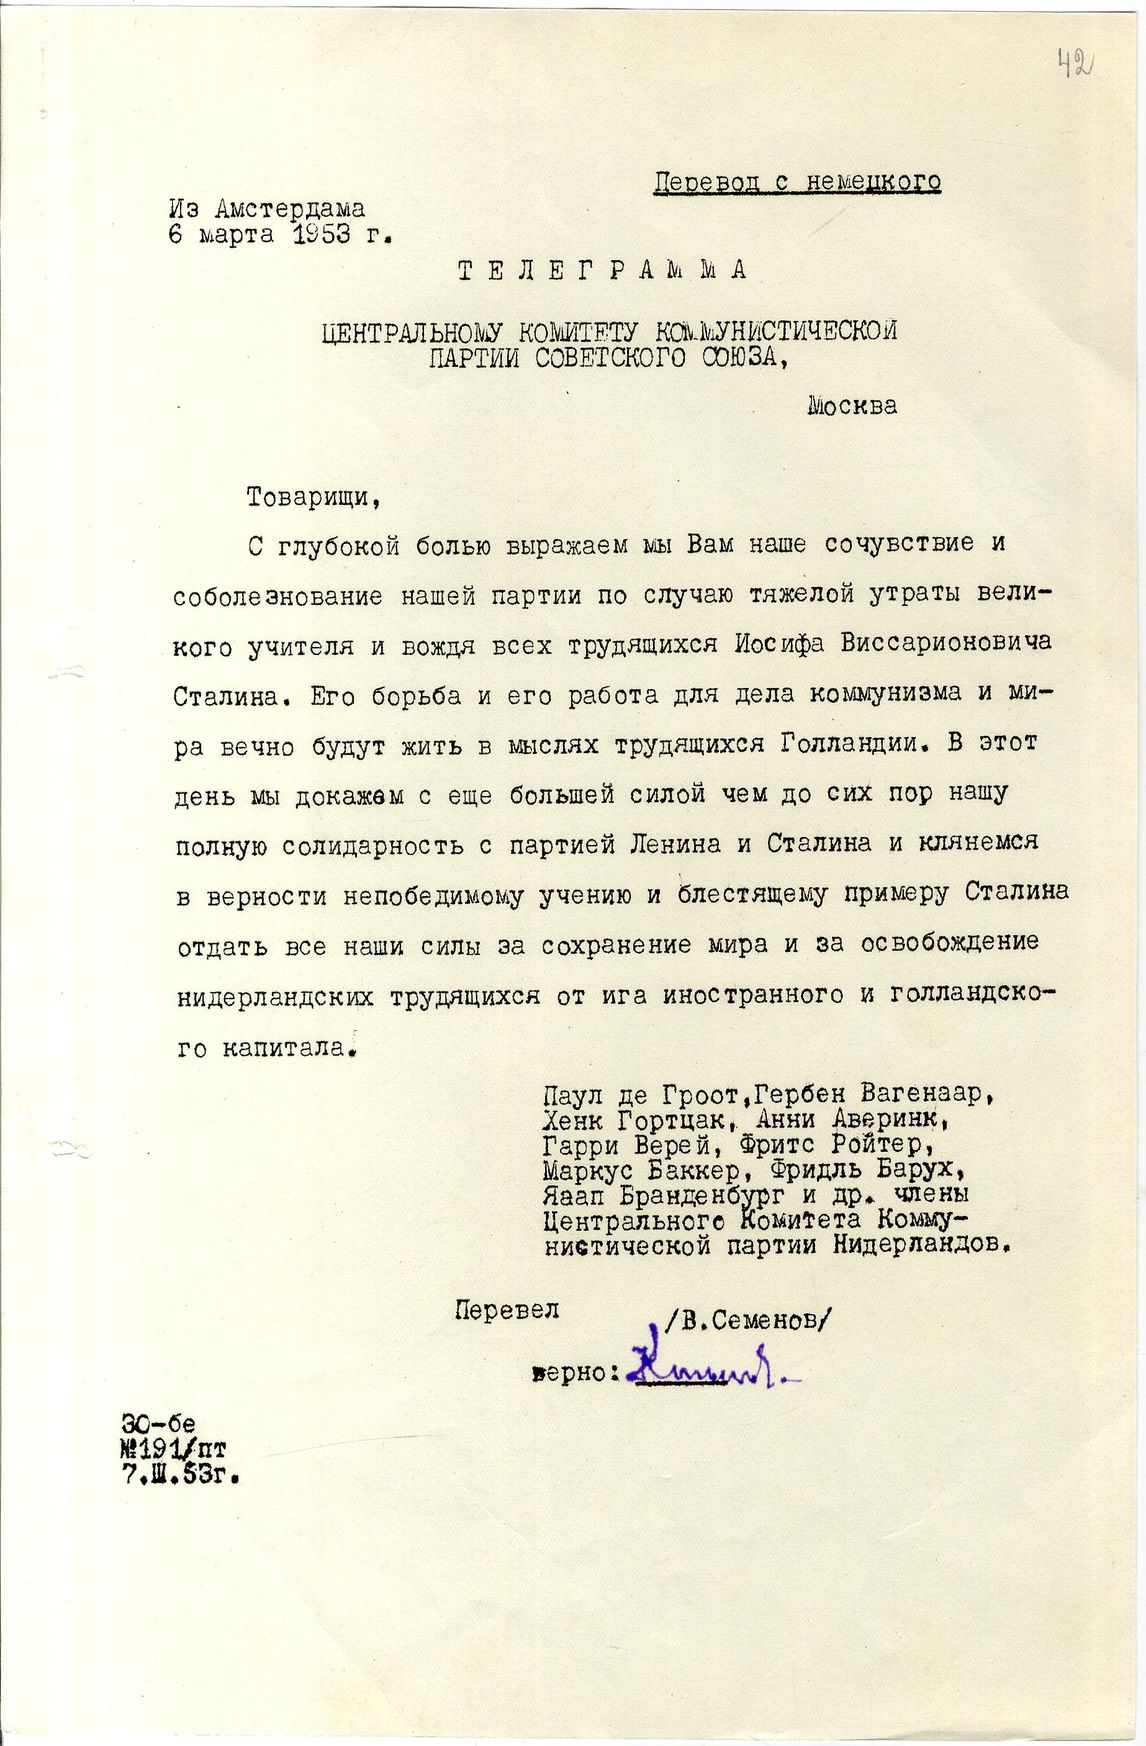 42
Перевод с немецкого
Из Амстердама
6 марта 1953 г.
ТЕЛЕГРАММА
ЦЕНТРАЛЬНОМУ КОМИТЕТУ КОММУНИСТИЧЕСКОЙ
ПАРТИИ СОВЕТСКОГО СОЮЗА,
Москва
Товарищи,
С глубокой болью выражаем мы Вам наше сочувствие и
соболезнование нашей партии по случаю тяжелой утраты вели-
кого учителя и вождя всех трудящихся Иосифа Виссарионовича
Сталина. Его борьба и его работа для дела коммунизма и ми-
ра вечно будут жить в мыслях трудящихся Голландии. В этот
день мы докажем с еще большей силой чем до сих пор нашу
полную солидарность с партией Ленина и Сталина и клянемся
в верности непобедимому учению и блестящему примеру Сталина
отдать все наши силы за сохранение мира и за освобождение
нидерландских трудящихся от ига иностранного и голландско-
го капитала.
Паул де Гроот, Гербен Вагенаар,
Хенк Гортцак, Анни Аверинк,
Гарри Верей, Фритс Ройтер,
Маркус Баккер, Фридль Барух,
Яаап Бранденбург и др. члены
Центрального Комитета Комму-
нистической партии Нидерландов.
Перевел /В.Семенов/
верно:
30-бе
№191/пт
7.III.53г.